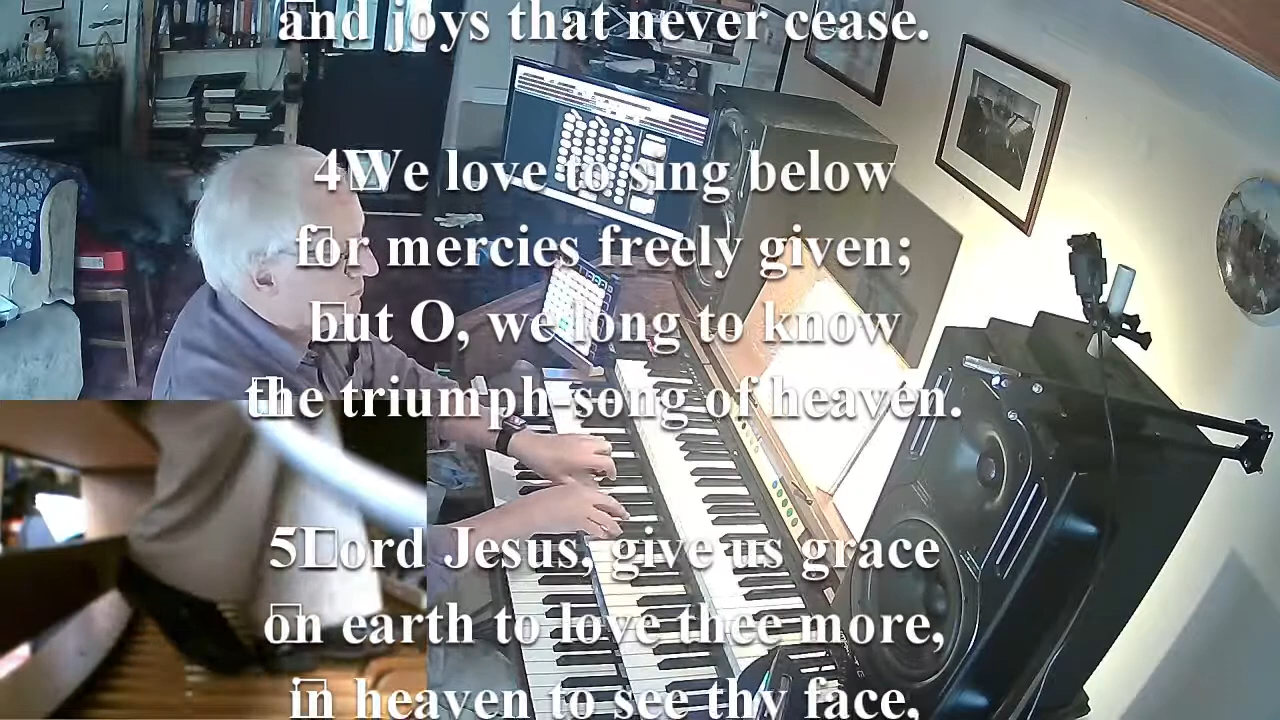 and joys that never cease.
4We love to sing below
for mercies freely given;
but O, we long to know
the triumph-song of heaven.
5Lord Jesus, give us grace
on earth to love thee more,
in heaven to see thy face,